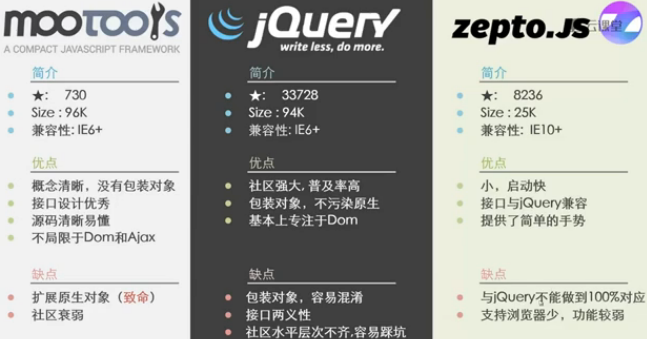 mootools
A COMPACT JAVASCRIPT FRAMEWORK
简介
★: 730
Size : 96K
兼容性: IE6+
优点
概念清晰，没有包装对象
接口设计优秀
源码清晰易懂
不局限于Dom和Ajax
缺点
扩展原生对象（致命）
社区衰弱
jQuery
write less, do more.
简介
★: 33728
Size : 94K
兼容性: IE6+
优点
社区强大, 普及率高
包装对象，不污染原生
基本上专注于Dom
缺点
包装对象，容易混淆
接口两义性
社区水平层次不齐,容易踩坑
zepto.JS
云课堂
简介
★: 8236
Size : 25K
兼容性: IE10+
优点
小，启动快
接口与jQuery兼容
提供了简单的手势
缺点
与jQuery不能做到100%对应
支持浏览器少，功能较弱